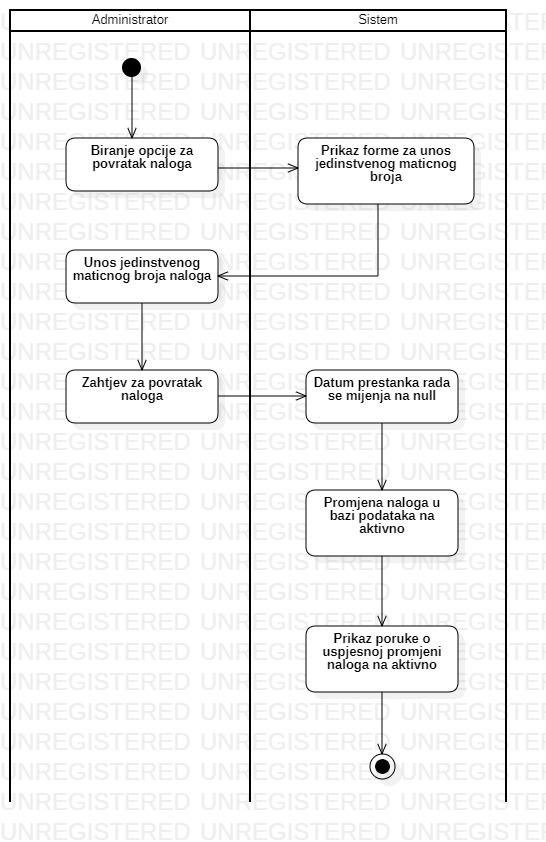 Administrator
Sistem
Biranje opcije za
povratak naloga
Prikaz forme za unos
jedinstvenog maticnog
broja
Unos jedinstvenog
maticnog broja naloga
Zahtjev za povratak
naloga
Datum prestanka rada
se mijenja na null
Promjena naloga u
bazi podataka na
aktivno
Prikaz poruke o
uspjesnoj promjeni
naloga na aktivno
UNREGISTERED